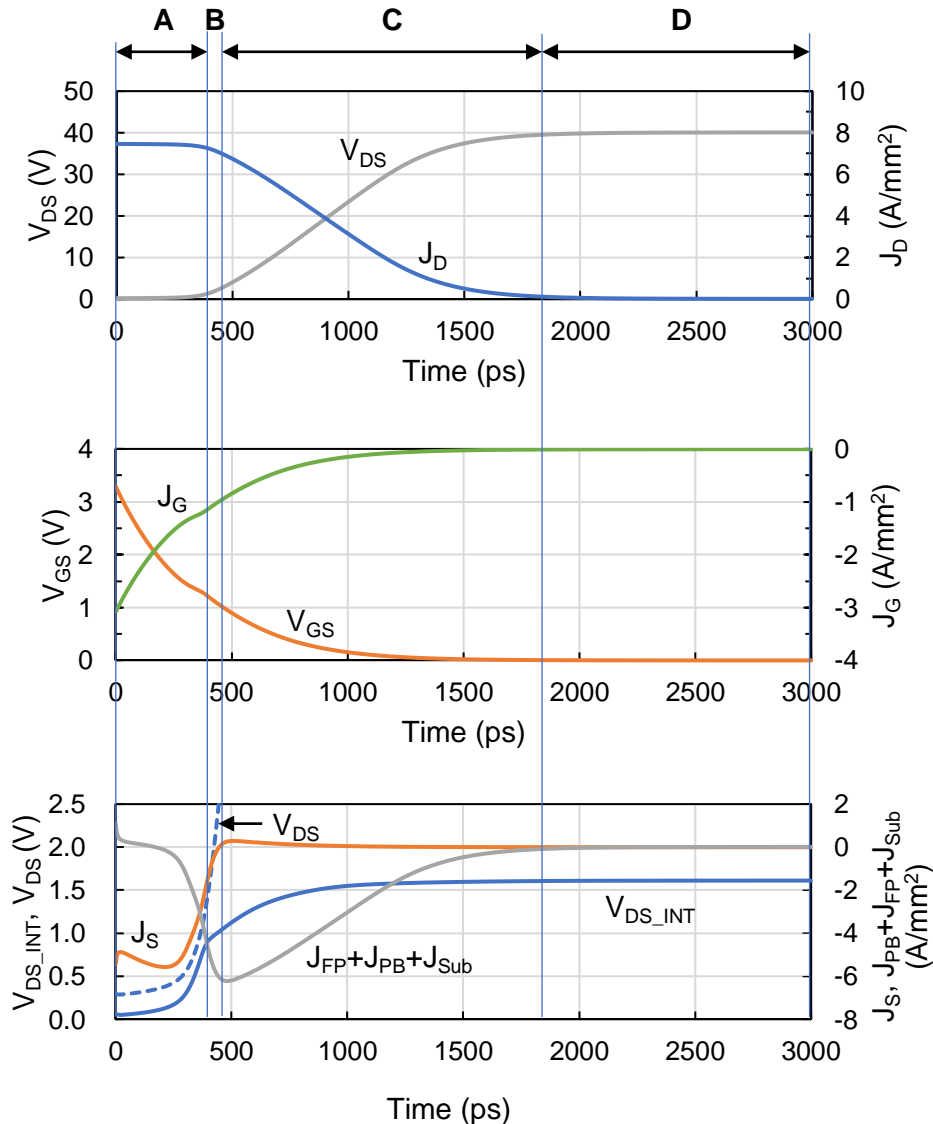 A B C D
50 10
40 8
30 6
20 4
10 2
0 0
V_DS (V)
J_D (A/mm²)
V_DS
J_D
0 500 1000 1500 2000 2500 3000
Time (ps)
4 0
3 -1
2 -2
1 -3
0 -4
V_GS (V)
J_G (A/mm²)
J_G
V_GS
0 500 1000 1500 2000 2500 3000
Time (ps)
2.5 2
2.0 0
1.5 -2
1.0 -4
0.5 -6
0.0 -8
V_DS_INT, V_DS (V)
J_S, J_PB+J_FP+J_Sub
(A/mm²)
V_DS
J_S
V_DS_INT
J_FP+J_PB+J_Sub
0 500 1000 1500 2000 2500 3000
Time (ps)